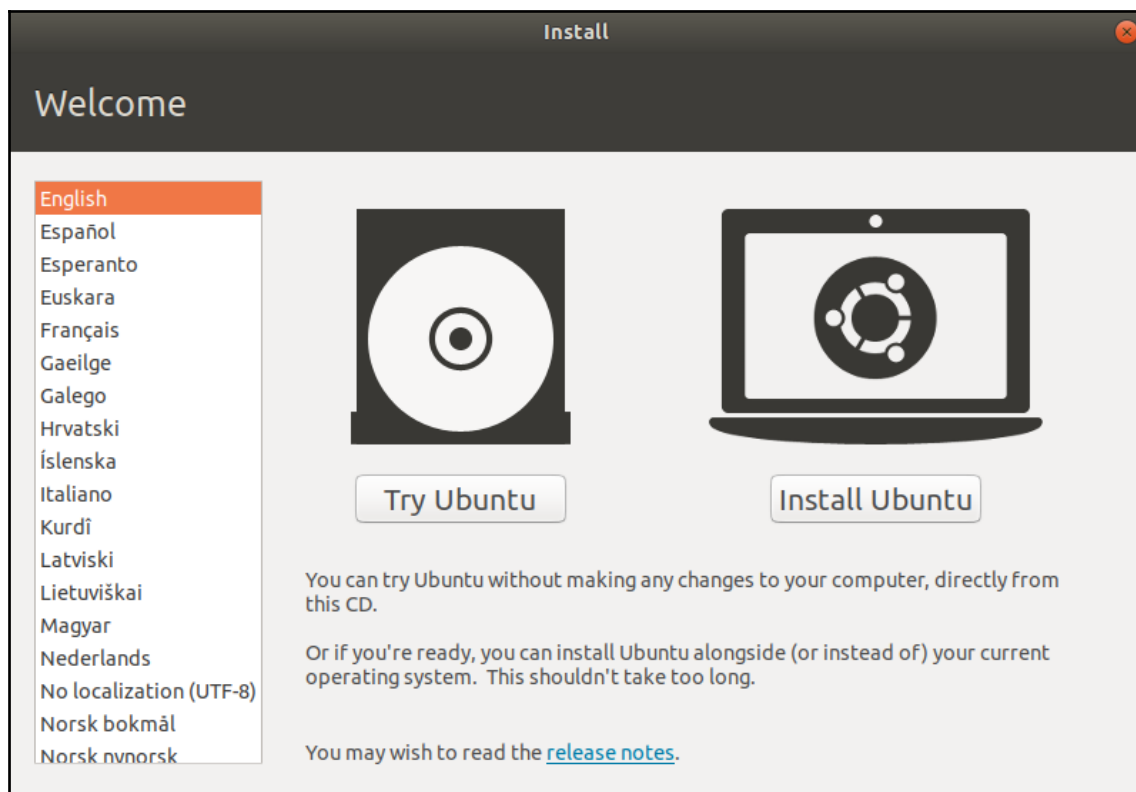 Install
Welcome
English
Español
Esperanto
Euskara
Français
Gaeilge
Galego
Hrvatski
Íslenska
Italiano
Kurdî
Latviski
Lietuviškai
Magyar
Nederlands
No localization (UTF-8)
Norsk bokmål
Norsk nynorsk
Try Ubuntu
Install Ubuntu
You can try Ubuntu without making any changes to your computer, directly from
this CD.
Or if you're ready, you can install Ubuntu alongside (or instead of) your current
operating system. This shouldn't take too long.
You may wish to read the release notes.